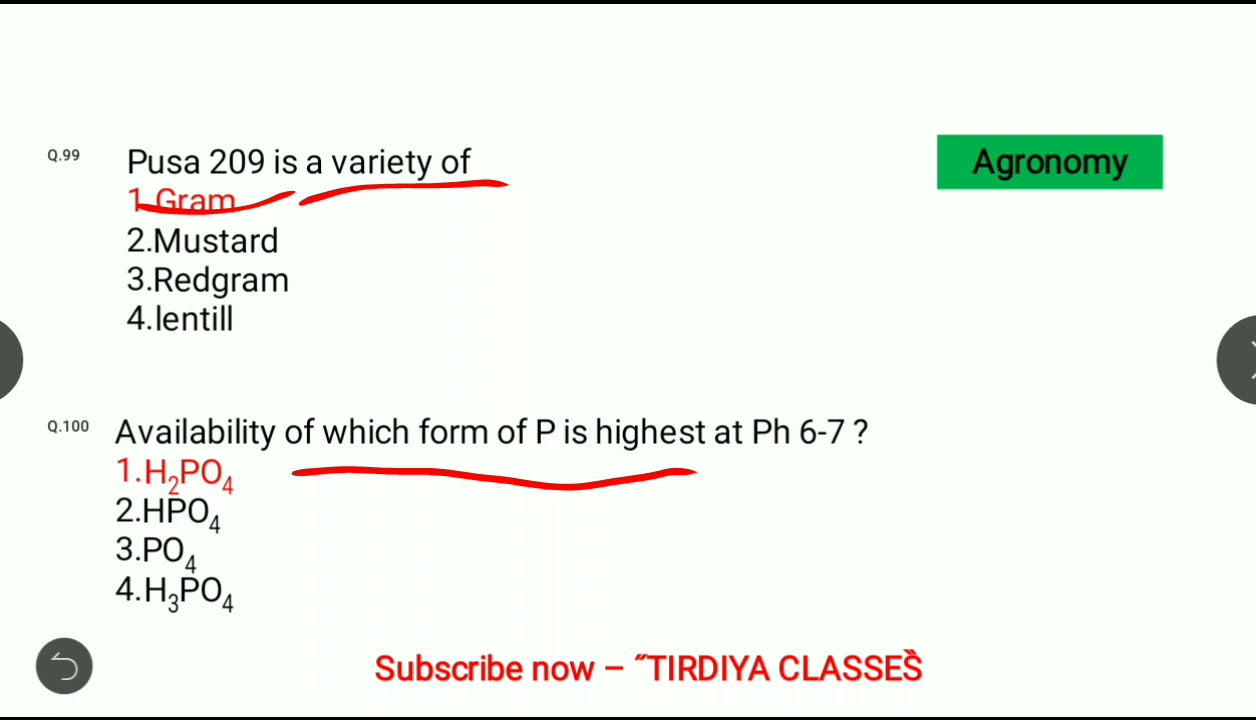 Q.99 Pusa 209 is a variety of
Agronomy
1.Gram
2.Mustard
3.Redgram
4.lentill
Q.100 Availability of which form of P is highest at Ph 6-7 ?
1.H₂PO₄
2.HPO₄
3.PO₄
4.H₃PO₄
Subscribe now – ˝TIRDIYA CLASSES̏